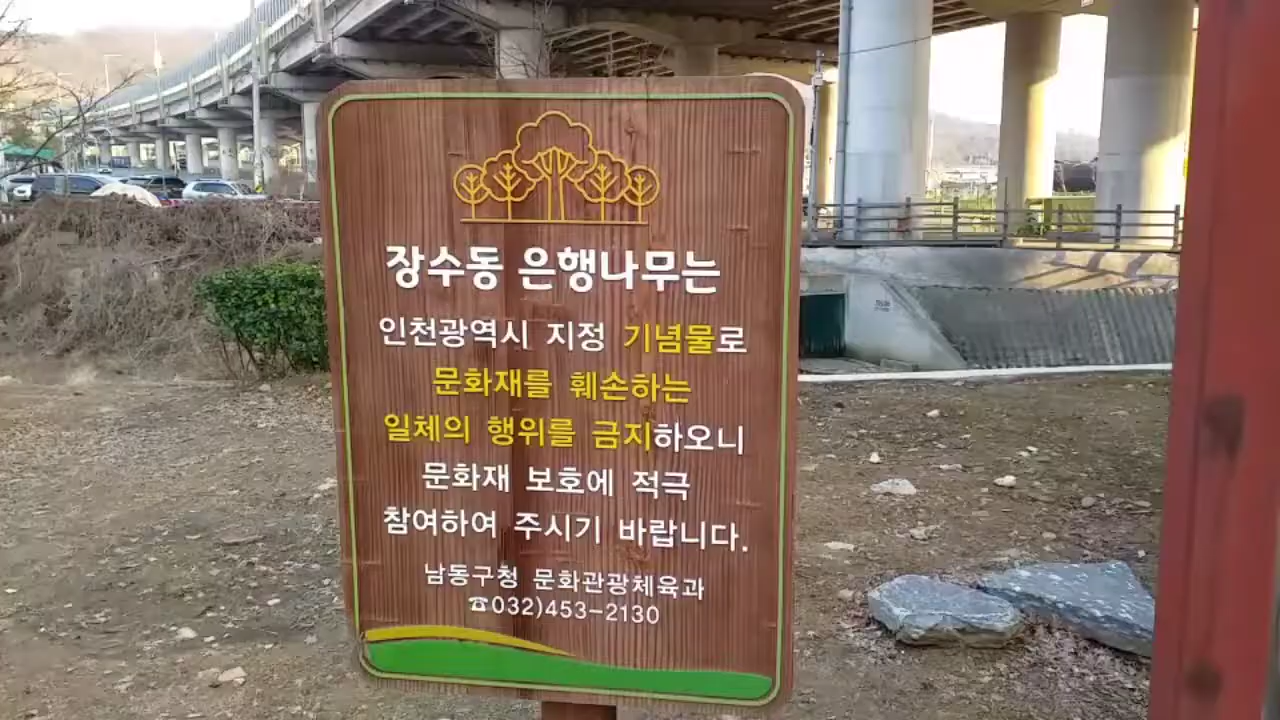 장수동 은행나무는
인천광역시 지정 기념물로
문화재를 훼손하는
일체의 행위를 금지하오니
문화재 보호에 적극
참여하여 주시기 바랍니다.
남동구청 문화관광체육과
☎032)453-2130